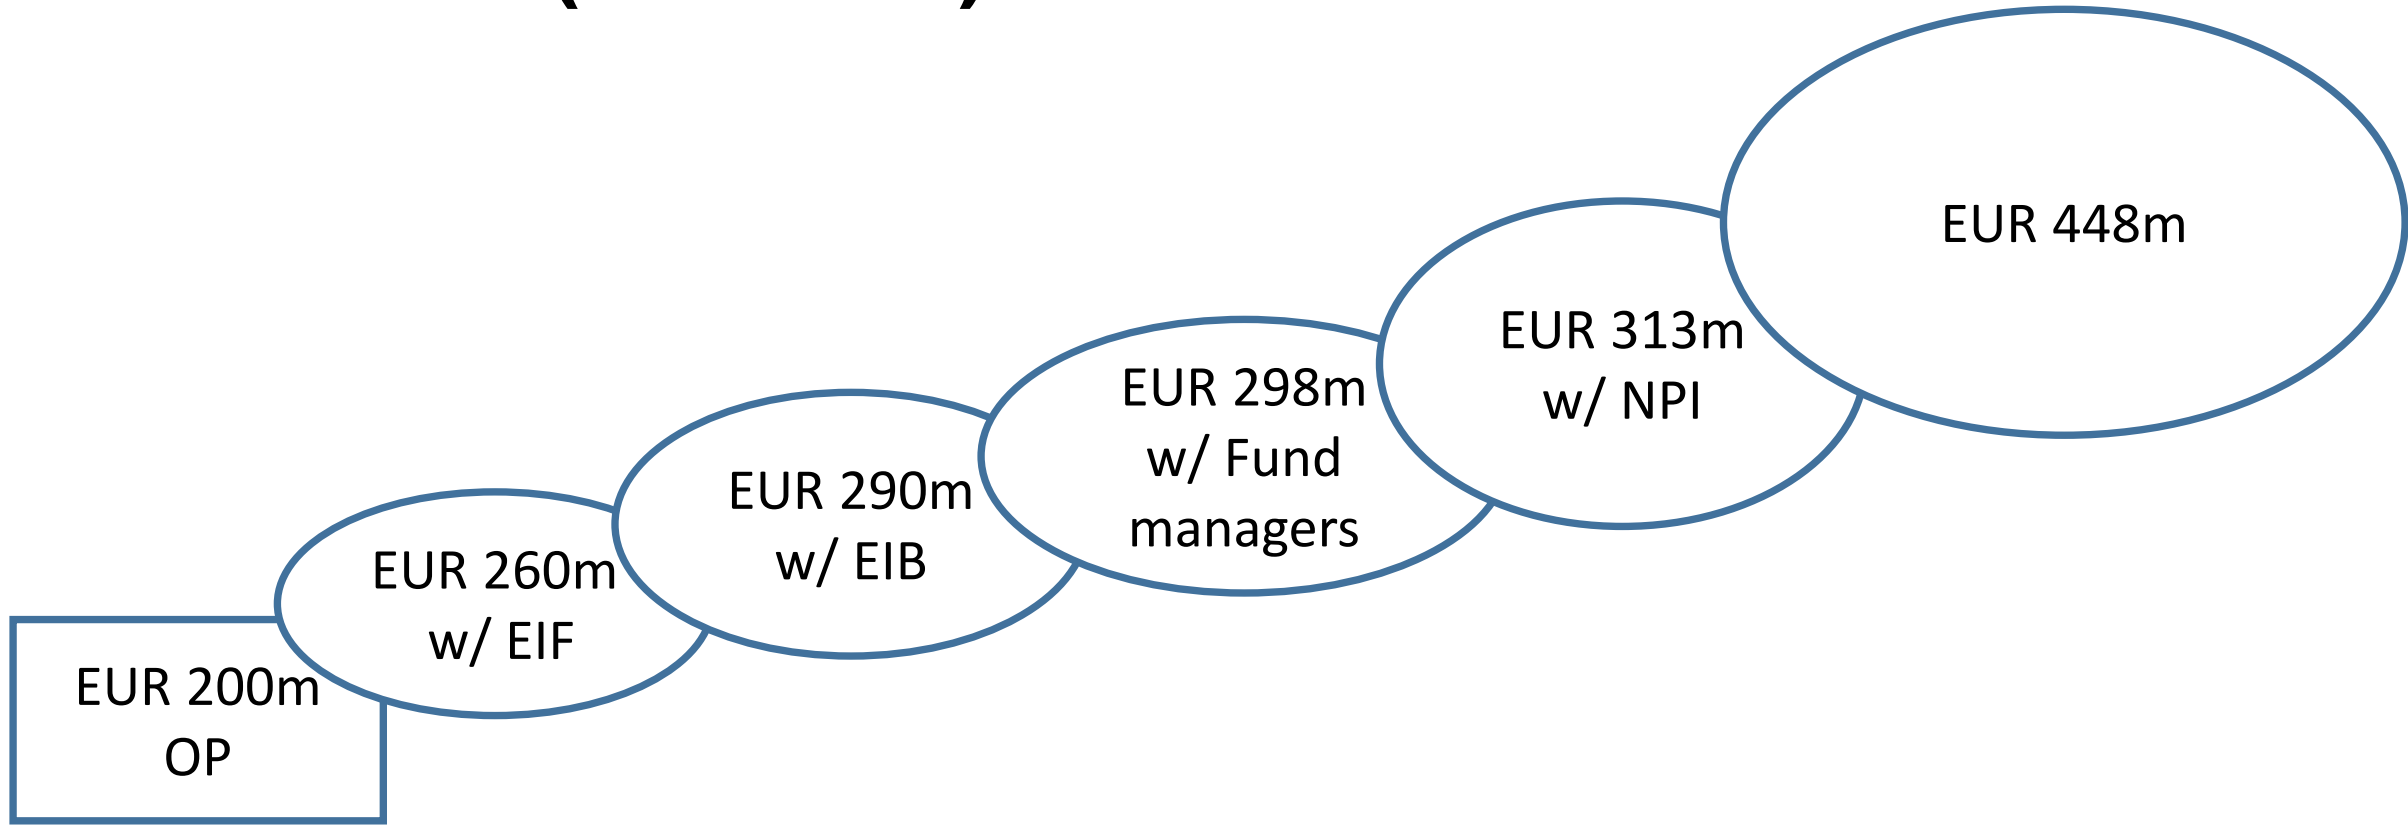 EUR 200m
OP
EUR 260m
w/ EIF
EUR 290m
w/ EIB
EUR 298m
w/ Fund
managers
EUR 313m
w/ NPI
EUR 448m